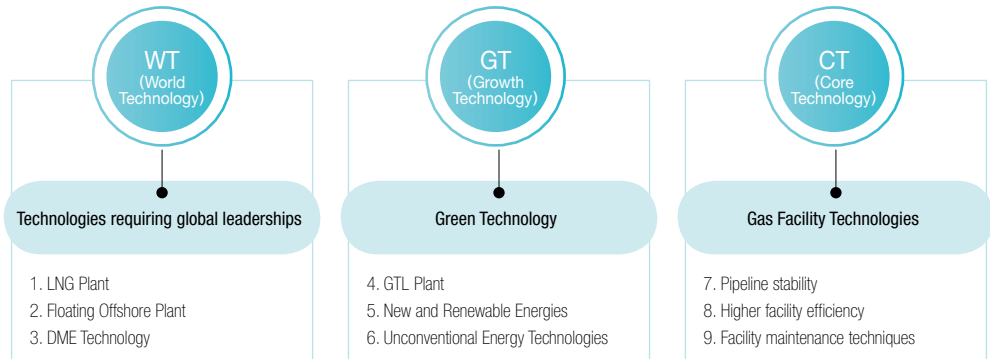 WT
(World
Technology)
Technologies requiring global leaderships
1. LNG Plant
2. Floating Offshore Plant
3. DME Technology
GT
(Growth
Technology)
Green Technology
4. GTL Plant
5. New and Renewable Energies
6. Unconventional Energy Technologies
CT
(Core
Technology)
Gas Facility Technologies
7. Pipeline stability
8. Higher facility efficiency
9. Facility maintenance techniques